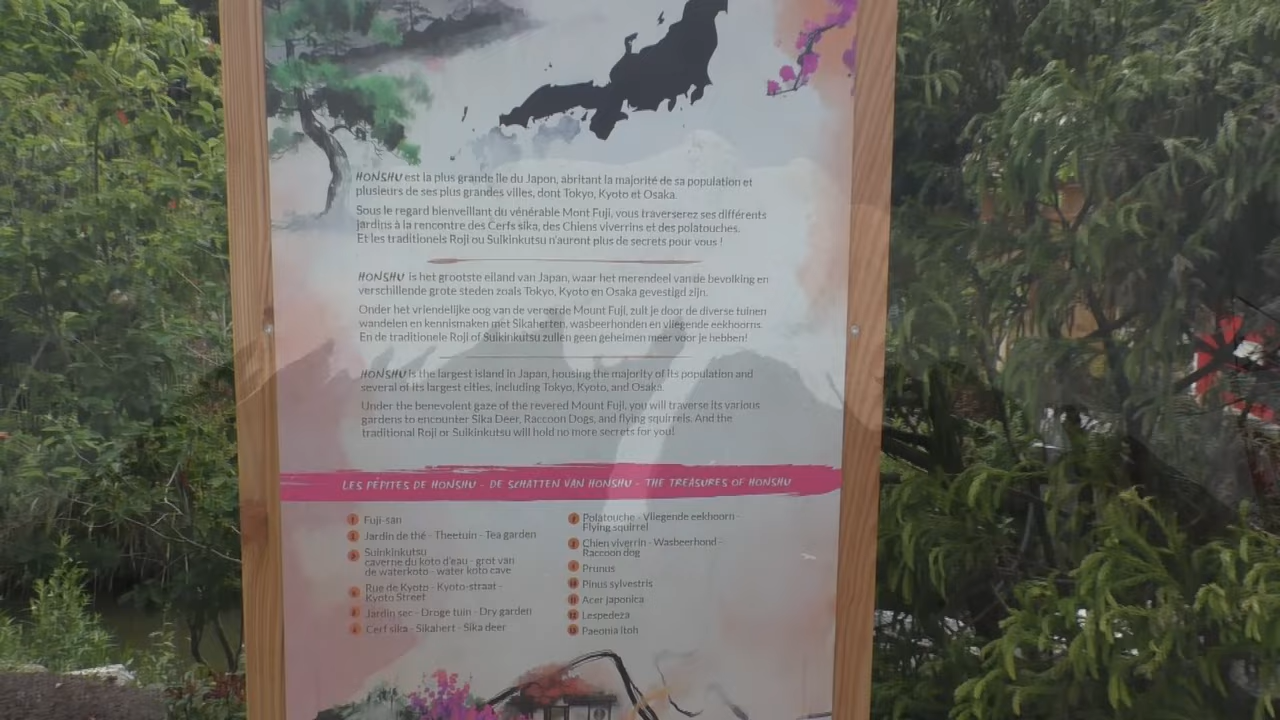 HONSHU est la plus grande île du Japon, abritant la majorité de sa population et
plusieurs de ses plus grandes villes, dont Tokyo, Kyoto et Osaka.
Sous le regard bienveillant du vénérable Mont Fuji, vous traverserez ses différents
jardins à la rencontre des Cerfs sika, des Chiens viverrins et des polatouches.
Et les traditionels Roji ou Suikinkutsu n'auront plus de secrets pour vous !
HONSHU is het grootste eiland van Japan, waar het merendeel van de bevolking en
verschillende grote steden zoals Tokyo, Kyoto en Osaka gevestigd zijn.
Onder het vriendelijke oog van de vereerde Mount Fuji, zult je door de diverse tuinen
wandelen en kennismaken met Sikaherten, wasbeerhonden en vliegende eekhoorns.
En de traditionele Roji of Suikinkutsu zullen geen geheimen meer voor je hebben!
HONSHU is the largest island in Japan, housing the majority of its population and
several of its largest cities, including Tokyo, Kyoto, and Osaka.
Under the benevolent gaze of the revered Mount Fuji, you will traverse its various
gardens to encounter Sika Deer, Raccoon Dogs, and flying squirrels. And the
traditional Roji or Suikinkutsu will hold no more secrets for you!
LES PÉPITES DE HONSHU - DE SCHATTEN VAN HONSHU - THE TREASURES OF HONSHU
1 Fuji-san
2 Jardin de thé - Theetuin - Tea garden
3 Suinkinkutsu
caverne du koto d'eau - grot van
de waterkoto - water koto cave
Rue de Kyoto - Kyoto-straat -
Kyoto Street
Jardin sec - Droge tuin - Dry garden
Cerf sika - Sikahert - Sika deer
Polatouche - Vliegende eekhoorn -
Flying squirrel
Chien viverrin - Wasbeerhond -
Raccoon dog
Prunus
Pinus sylvestris
Acer japonica
Lespedeza
Paeonia itoh